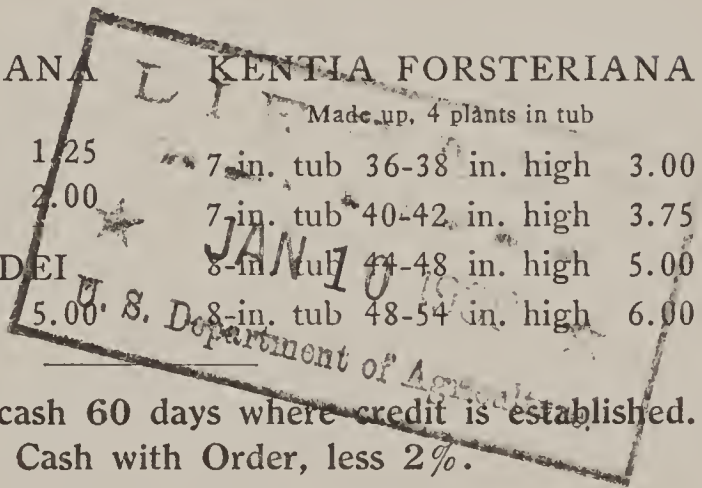 ANA KENTIA FORSTERIANA
Made up, 4 plants in tub
1.25 7-in. tub 36-38 in. high 3.00
2.00 7-in. tub 40-42 in. high 3.75
DEI 8-in tub 44-48 in. high 5.00
5.00 8-in. tub 48-54 in. high 6.00
cash 60 days where credit is established.
Cash with Order, less 2%.
JAN 10
U. S. Department of Agriculture